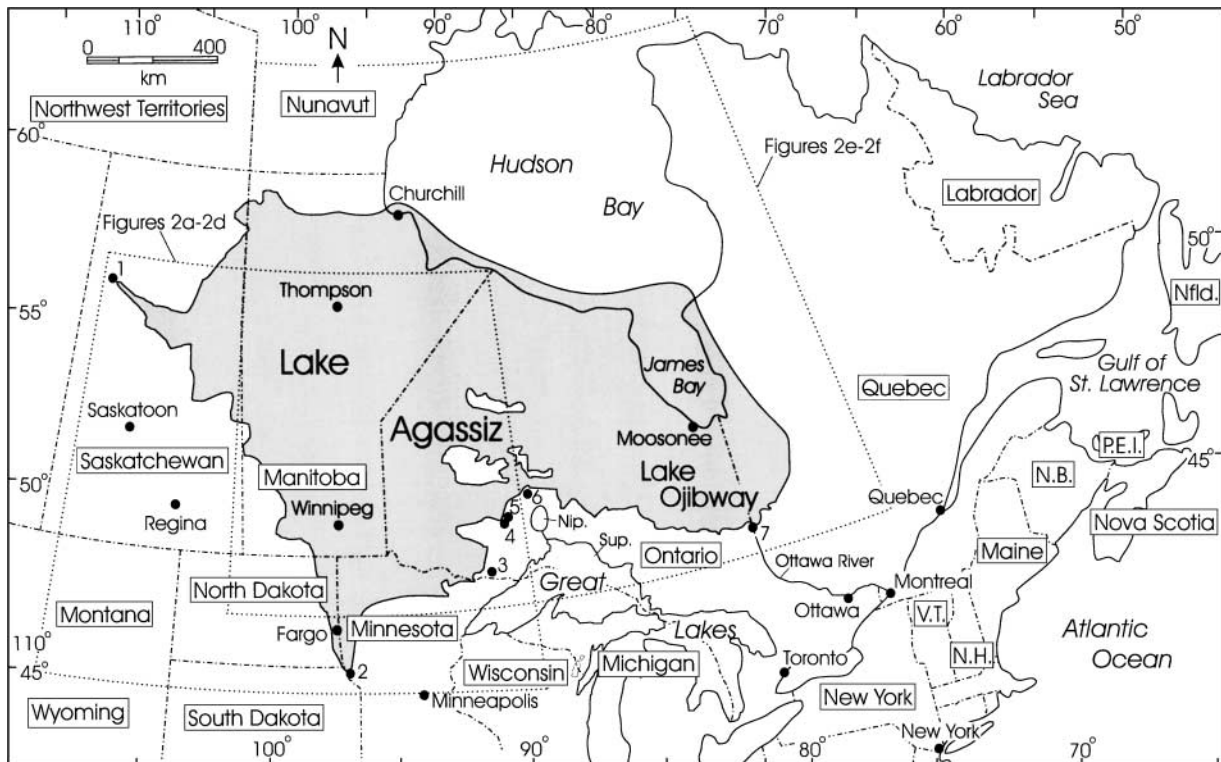 110°
100°
90°
80°
70°
60°
50°
0 400
km
N
Northwest Territories
Nunavut
Labrador
Sea
60°
Figures 2e-2f
Hudson
Bay
Labrador
Churchill
Figures 2a-2d
50°
1
Thompson
Nfld.
55°
Lake
James
Bay
Gulf of
St. Lawrence
Quebec
Saskatoon
Agassiz
Moosonee
P.E.I.
45°
Saskatchewan
Manitoba
Lake
Ojibway
N.B.
50°
Winnipeg
6
Quebec
Regina
5
4
Nip.
7
Nova Scotia
Sup.
Ontario
Maine
3
Ottawa River
North Dakota
Great
Montreal
Montana
Ottawa
V.T.
Fargo
Minnesota
Lakes
Atlantic
Ocean
110°
45°
2
Wisconsin
Michigan
Toronto
N.H.
Wyoming
South Dakota
Minneapolis
New York
New York
100°
90°
80°
70°